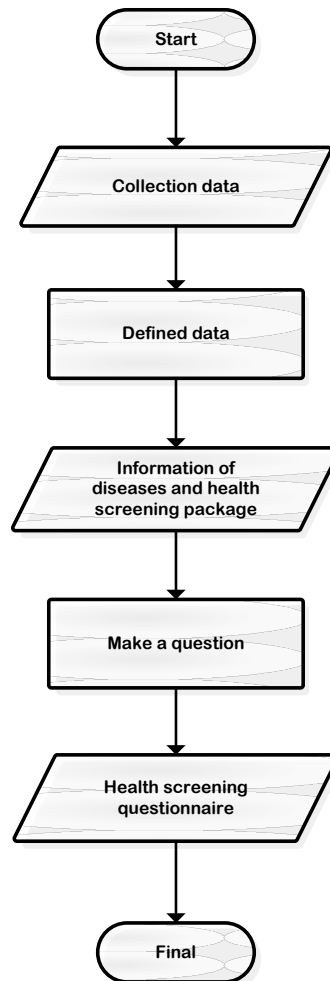 Start
Collection data
Defined data
Information of
diseases and health
screening package
Make a question
Health screening
questionnaire
Final